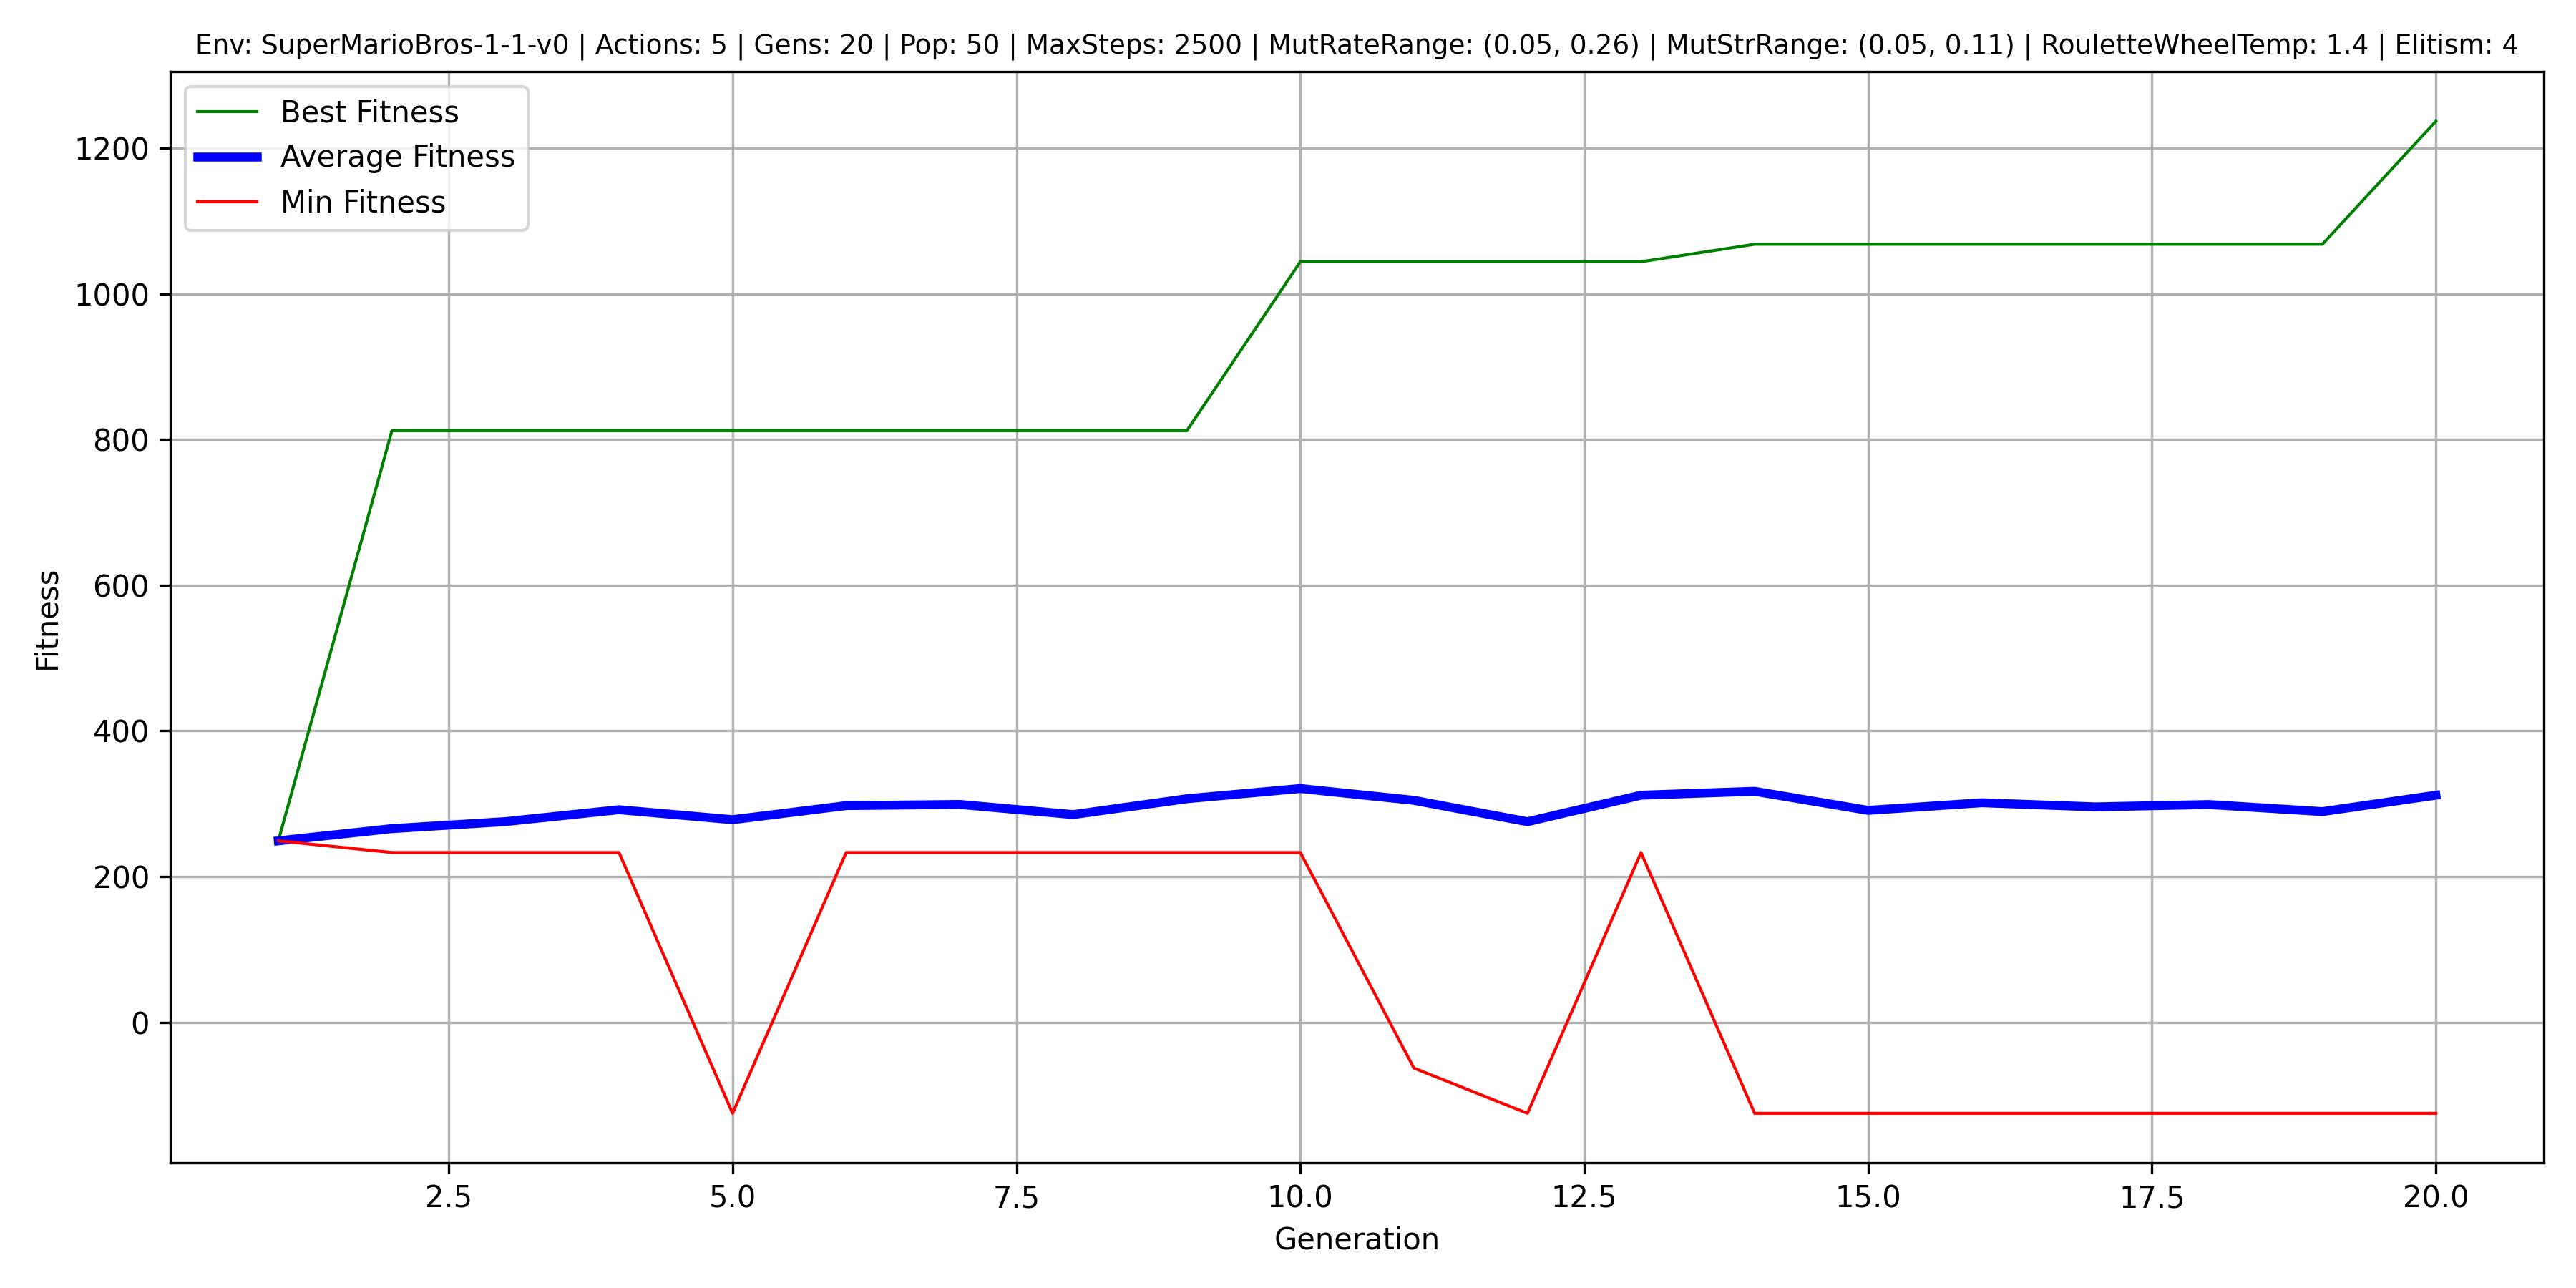 Env: SuperMarioBros-1-1-v0 | Actions: 5 | Gens: 20 | Pop: 50 | MaxSteps: 2500 | MutRateRange: (0.05, 0.26) | MutStrRange: (0.05, 0.11) | RouletteWheelTemp: 1.4 | Elitism: 4
Best Fitness
Average Fitness
Min Fitness
1200
1000
800
600
400
200
0
Fitness
2.5 5.0 7.5 10.0 12.5 15.0 17.5 20.0
Generation